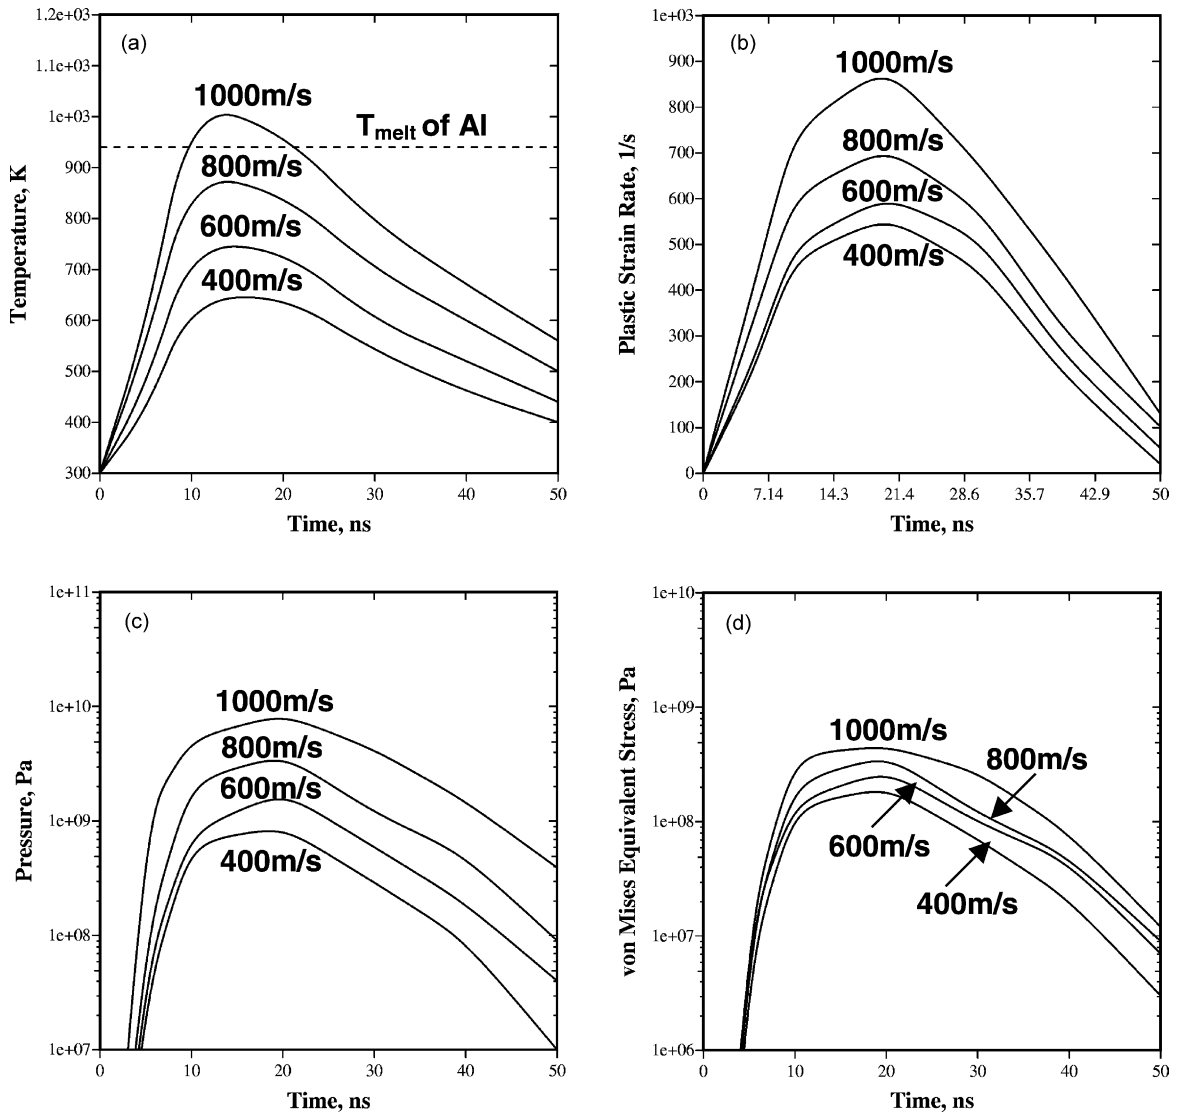 (a)
1.2e+03
1.1e+03
1e+03
900
800
700
600
500
400
300
1000m/s
T melt of Al
800m/s
600m/s
400m/s
0 10 20 30 40 50
Temperature, K
Time, ns
(b)
1e+03
900
800
700
600
500
400
300
200
100
0
1000m/s
800m/s
600m/s
400m/s
0 7.14 14.3 21.4 28.6 35.7 42.9 50
Plastic Strain Rate, 1/s
Time, ns
(c)
1e+11
1e+10
1e+09
1e+08
1e+07
1000m/s
800m/s
600m/s
400m/s
0 10 20 30 40 50
Pressure, Pa
Time, ns
(d)
1e+10
1e+09
1e+08
1e+07
1e+06
1000m/s
800m/s
600m/s
400m/s
0 10 20 30 40 50
von Mises Equivalent Stress, Pa
Time, ns